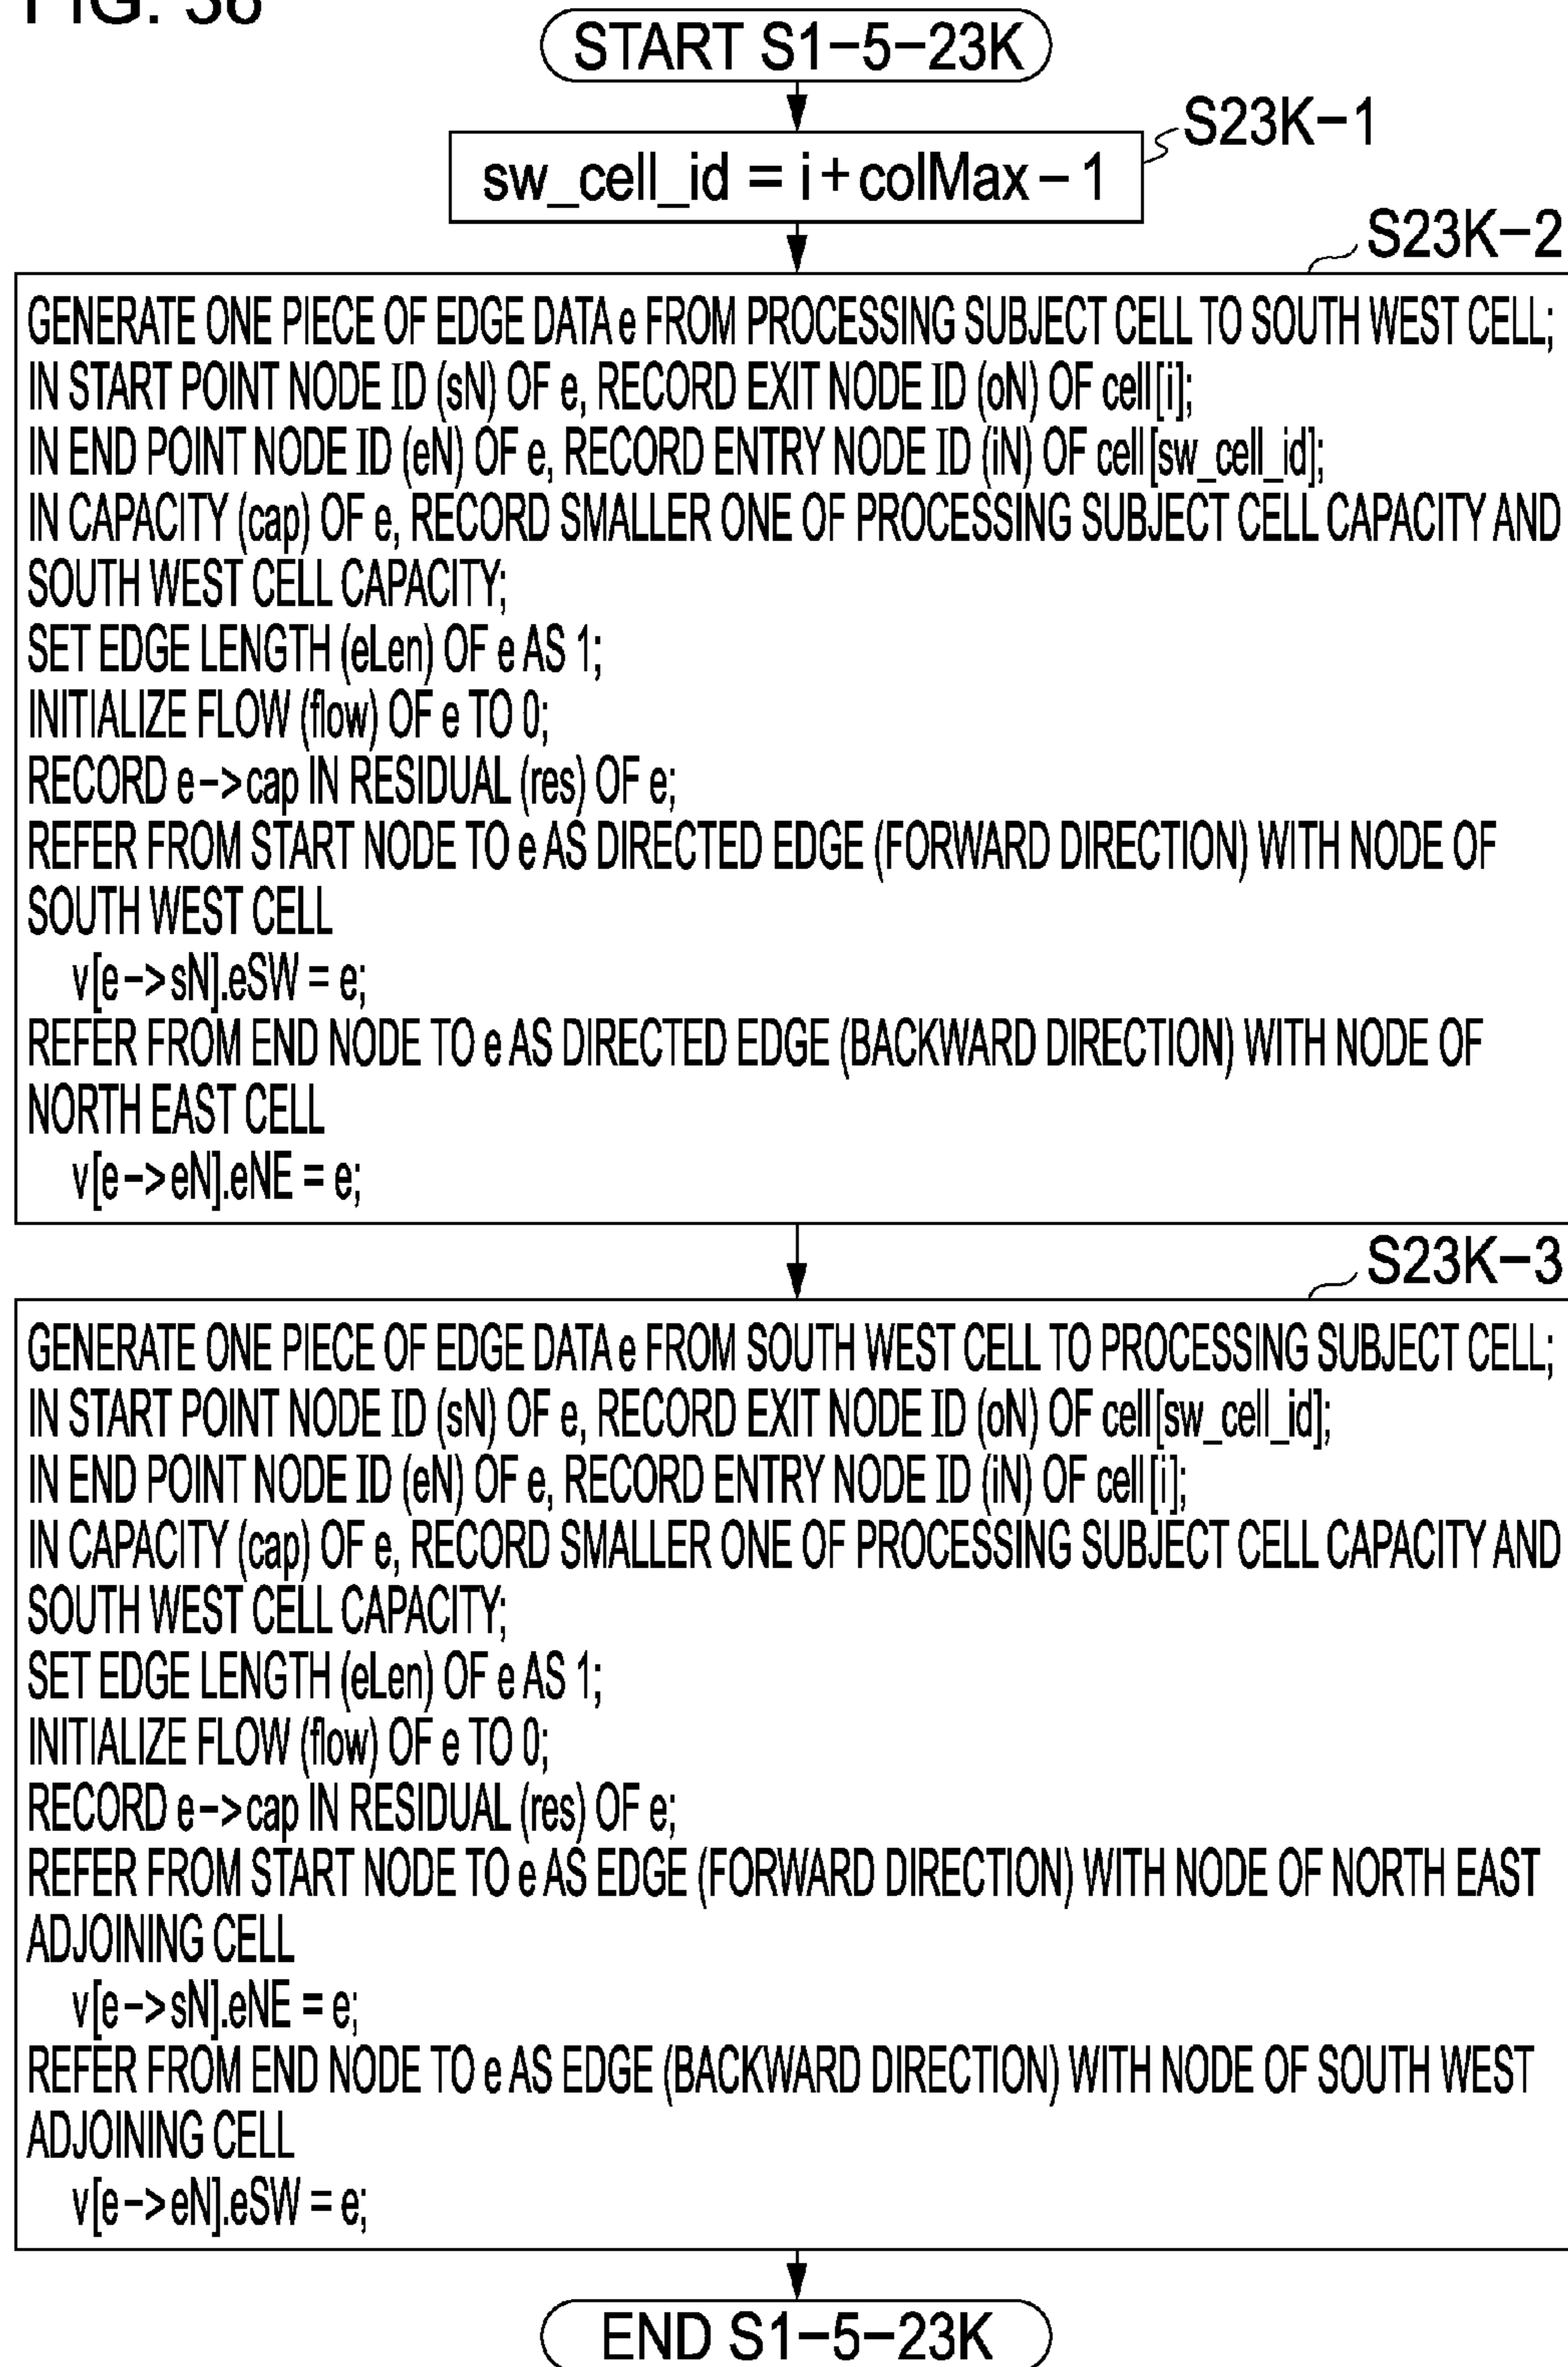 FIG. 38
START S1-5-23K
S23K-1
sw_cell_id = i+colMax-1
S23K-2
GENERATE ONE PIECE OF EDGE DATA e FROM PROCESSING SUBJECT CELL TO SOUTH WEST CELL;
IN START POINT NODE ID (sN) OF e, RECORD EXIT NODE ID (oN) OF cell[i];
IN END POINT NODE ID (eN) OF e, RECORD ENTRY NODE ID (iN) OF cell[sw_cell_id];
IN CAPACITY (cap) OF e, RECORD SMALLER ONE OF PROCESSING SUBJECT CELL CAPACITY AND
SOUTH WEST CELL CAPACITY;
SET EDGE LENGTH (eLen) OF e AS 1;
INITIALIZE FLOW (flow) OF e TO 0;
RECORD e->cap IN RESIDUAL (res) OF e;
REFER FROM START NODE TO e AS DIRECTED EDGE (FORWARD DIRECTION) WITH NODE OF
SOUTH WEST CELL
v[e->sN].eSW = e;
REFER FROM END NODE TO e AS DIRECTED EDGE (BACKWARD DIRECTION) WITH NODE OF
NORTH EAST CELL
v[e->eN].eNE = e;
S23K-3
GENERATE ONE PIECE OF EDGE DATA e FROM SOUTH WEST CELL TO PROCESSING SUBJECT CELL;
IN START POINT NODE ID (sN) OF e, RECORD EXIT NODE ID (oN) OF cell[sw_cell_id];
IN END POINT NODE ID (eN) OF e, RECORD ENTRY NODE ID (iN) OF cell[i];
IN CAPACITY (cap) OF e, RECORD SMALLER ONE OF PROCESSING SUBJECT CELL CAPACITY AND
SOUTH WEST CELL CAPACITY;
SET EDGE LENGTH (eLen) OF e AS 1;
INITIALIZE FLOW (flow) OF e TO 0;
RECORD e->cap IN RESIDUAL (res) OF e;
REFER FROM START NODE TO e AS EDGE (FORWARD DIRECTION) WITH NODE OF NORTH EAST
ADJOINING CELL
v[e->sN].eNE = e;
REFER FROM END NODE TO e AS EDGE (BACKWARD DIRECTION) WITH NODE OF SOUTH WEST
ADJOINING CELL
v[e->eN].eSW = e;
END S1-5-23K